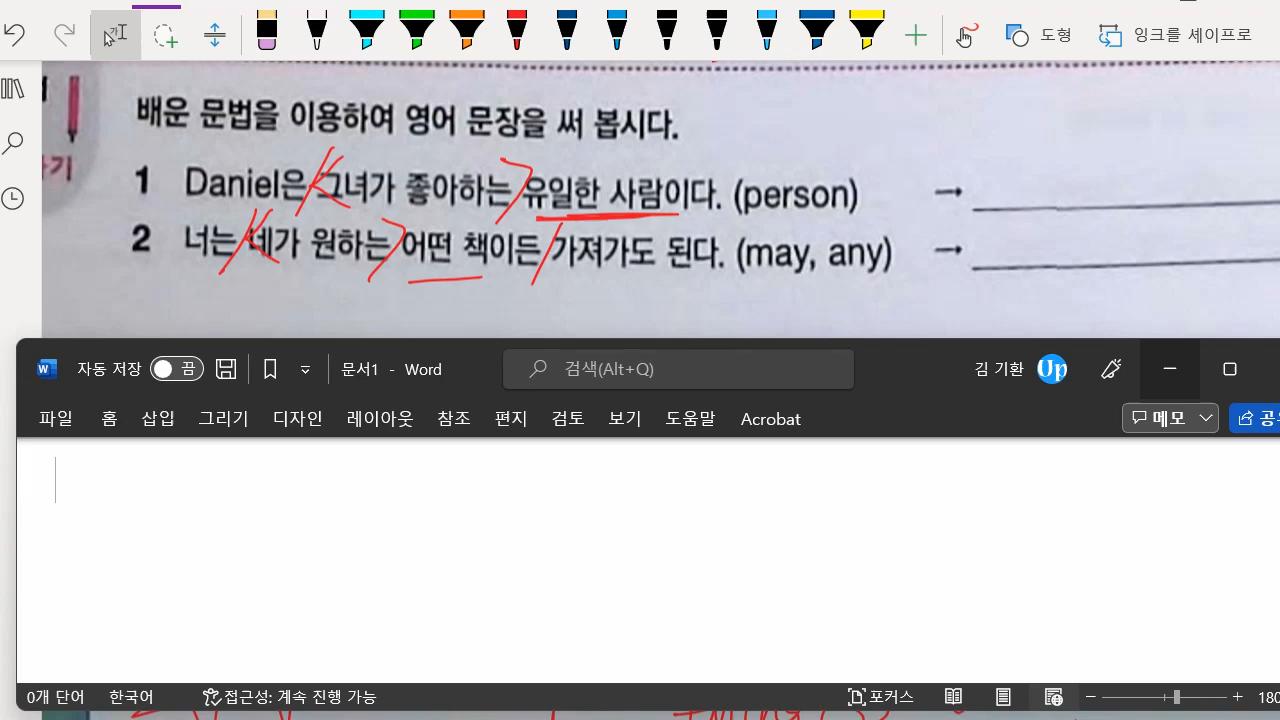 도형
잉크를 셰이프로
배운 문법을 이용하여 영어 문장을 써 봅시다.
1 Daniel은 그녀가 좋아하는 유일한 사람이다. (person) →
2 너는 네가 원하는 어떤 책이든 가져가도 된다. (may, any) →
자동 저장 끔 문서1 - Word 검색(Alt+Q) 김 기환 Up
파일 홈 삽입 그리기 디자인 레이아웃 참조 편지 검토 보기 도움말 Acrobat 메모
0개 단어 한국어 접근성: 계속 진행 가능 포커스 180